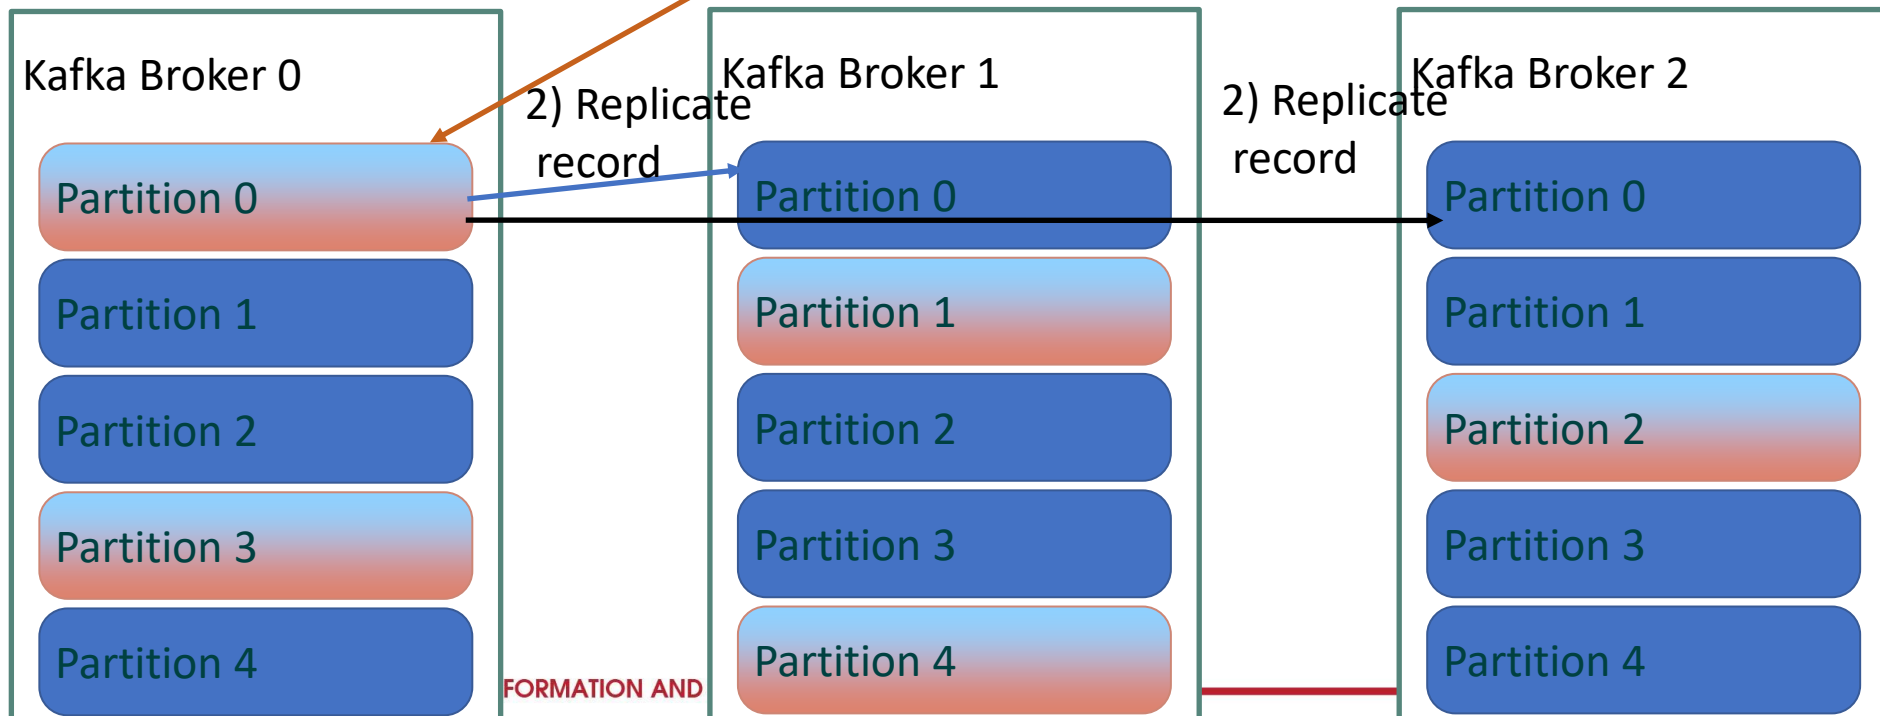 Kafka Broker 0
Partition 0
Partition 1
Partition 2
Partition 3
Partition 4
2) Replicate
record
Kafka Broker 1
Partition 0
Partition 1
Partition 2
Partition 3
Partition 4
2) Replicate
record
Kafka Broker 2
Partition 0
Partition 1
Partition 2
Partition 3
Partition 4
FORMATION AND